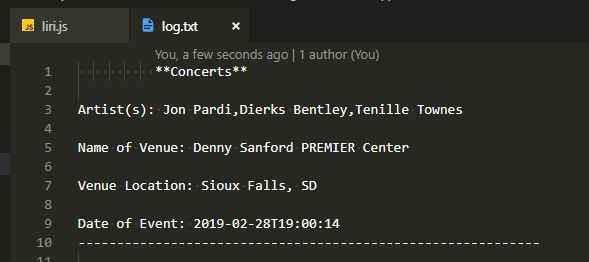 JS liri.js
log.txt ×
You, a few seconds ago | 1 author (You)
1 **Concerts**
2
3 Artist(s): Jon Pardi,Dierks Bentley,Tenille Townes
4
5 Name of Venue: Denny Sanford PREMIER Center
6
7 Venue Location: Sioux Falls, SD
8
9 Date of Event: 2019-02-28T19:00:14
10 ------------------------------------------------------------
11